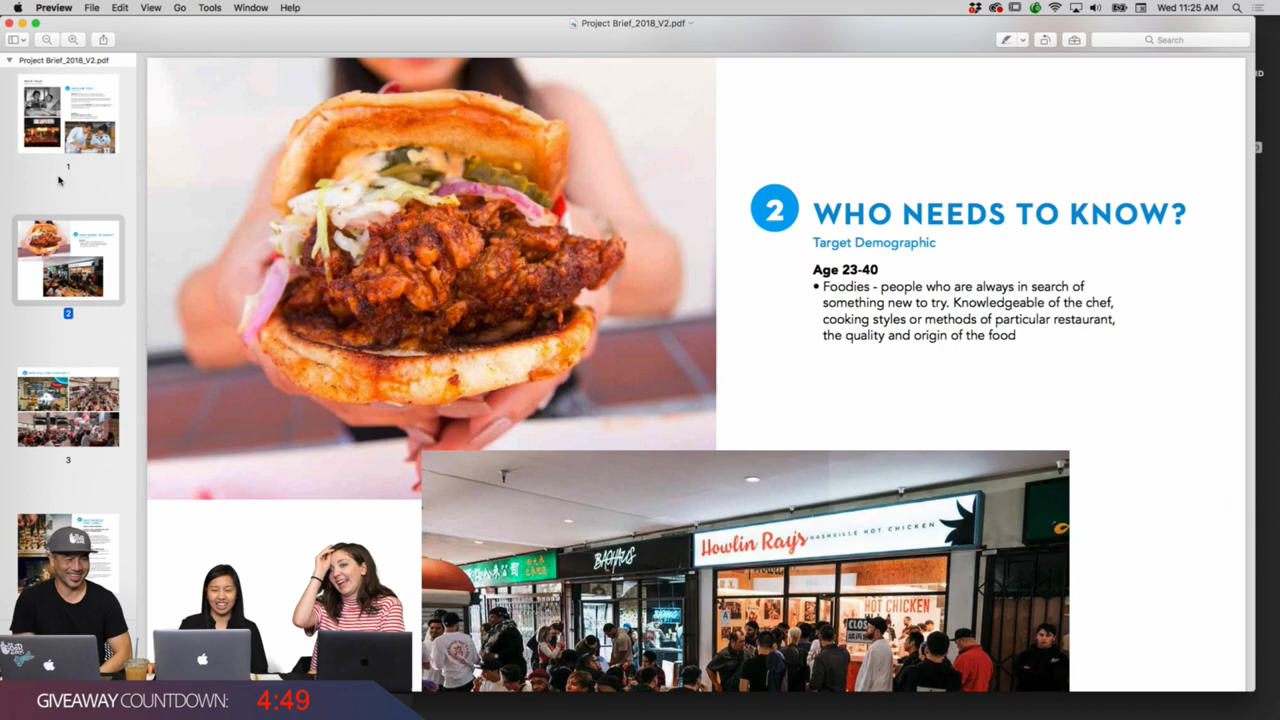 Preview File Edit View Go Tools Window Help
Wed 11:25 AM
Project Brief_2018_V2.pdf
Search
Project Brief_2018_V2.pdf
1
2
3
2 WHO NEEDS TO KNOW?
Target Demographic
Age 23-40
• Foodies - people who are always in search of
something new to try. Knowledgeable of the chef,
cooking styles or methods of particular restaurant,
the quality and origin of the food
BAOHAUS
Howlin Ray's NASHVILLE HOT CHICKEN
HOT CHICKEN
GIVEAWAY COUNTDOWN: 4:49